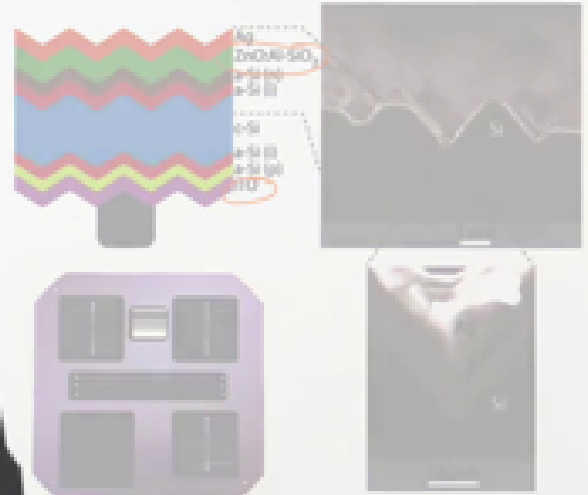 Ag
ZnO:Al-SiO₂
a-Si (n)
a-Si (i)
c-Si
a-Si (i)
a-Si (p)
ITO
Si
Si